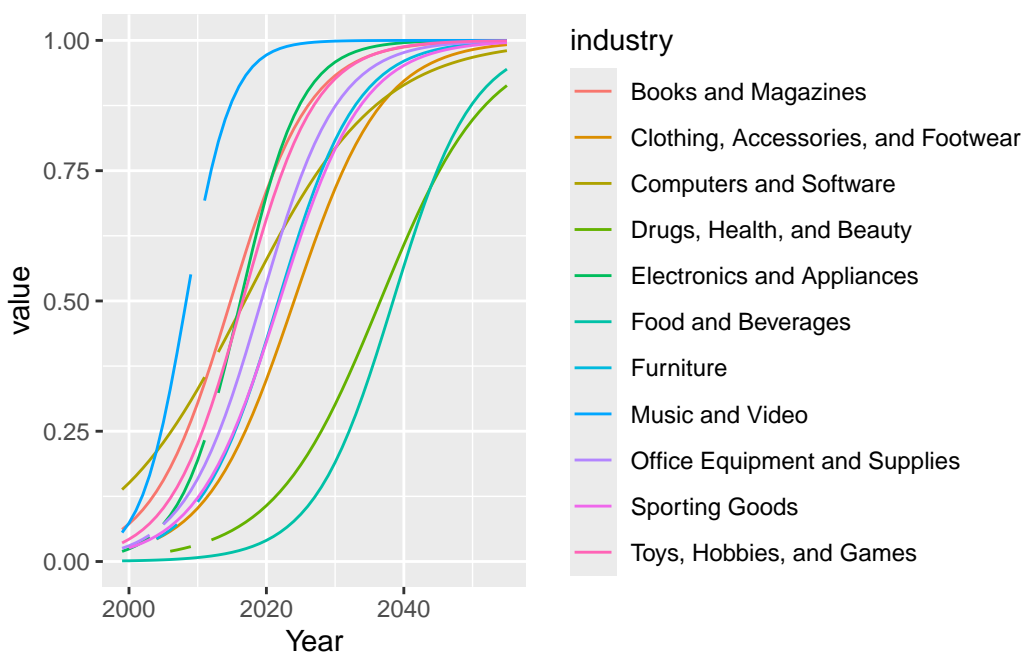 1.00
0.75
0.50
0.25
0.00
value
2000
2020
2040
Year
industry
Books and Magazines
Clothing, Accessories, and Footwear
Computers and Software
Drugs, Health, and Beauty
Electronics and Appliances
Food and Beverages
Furniture
Music and Video
Office Equipment and Supplies
Sporting Goods
Toys, Hobbies, and Games